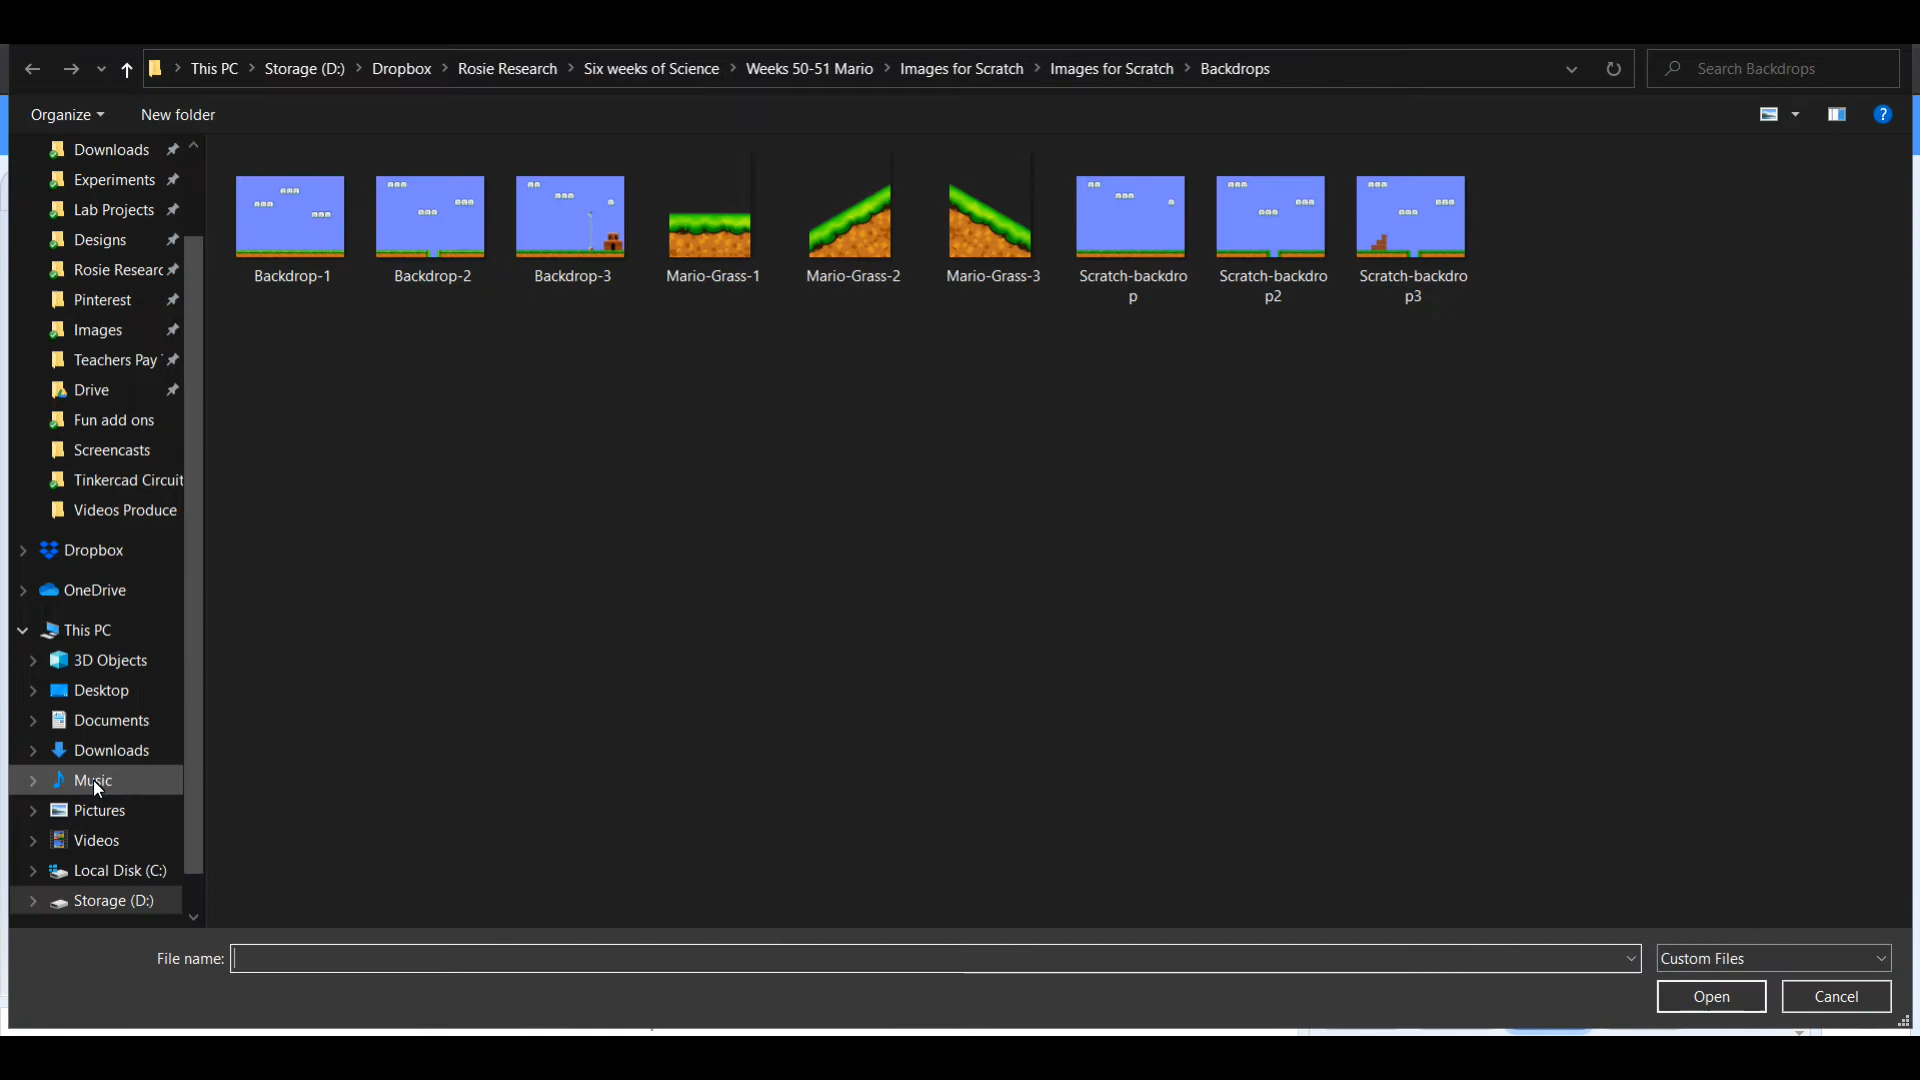 This PC > Storage (D:) > Dropbox > Rosie Research > Six weeks of Science > Weeks 50-51 Mario > Images for Scratch > Images for Scratch > Backdrops
Search Backdrops
Organize
New folder
?
Downloads
Experiments
Lab Projects
Designs
Rosie Researc
Pinterest
Images
Teachers Pay
Drive
Fun add ons
Screencasts
Tinkercad Circuit
Videos Produce
Dropbox
OneDrive
This PC
3D Objects
Desktop
Documents
Downloads
Music
Pictures
Videos
Local Disk (C:)
Storage (D:)
Backdrop-1
Backdrop-2
Backdrop-3
Mario-Grass-1
Mario-Grass-2
Mario-Grass-3
Scratch-backdro
p
Scratch-backdro
p2
Scratch-backdro
p3
File name:
Custom Files
Open
Cancel